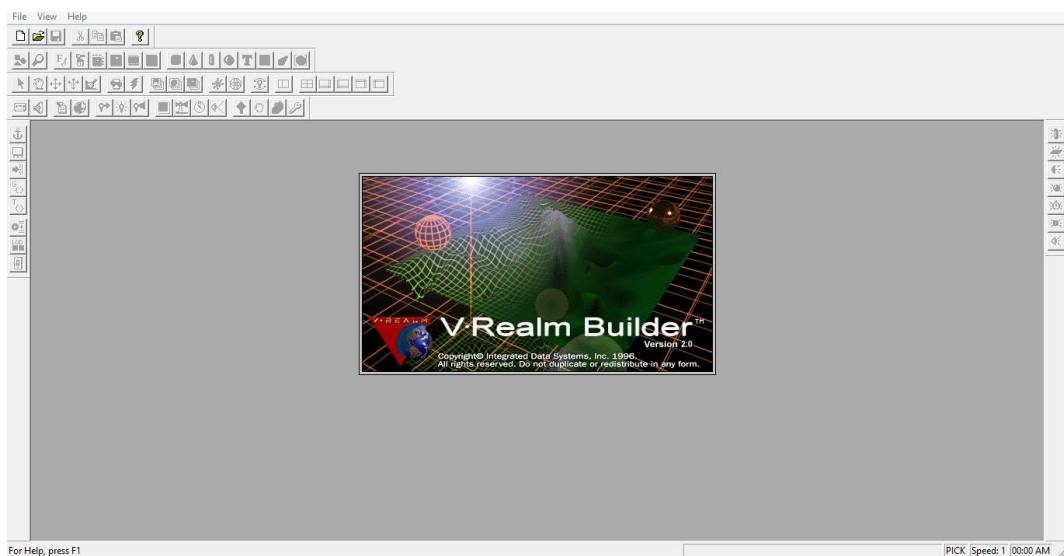 File View Help
V·REALM
V·Realm Builder™
Version 2.0
Copyright© Integrated Data Systems, Inc. 1996.
All rights reserved. Do not duplicate or redistribute in any form.
LOD
For Help, press F1
PICK Speed: 1 00:00 AM